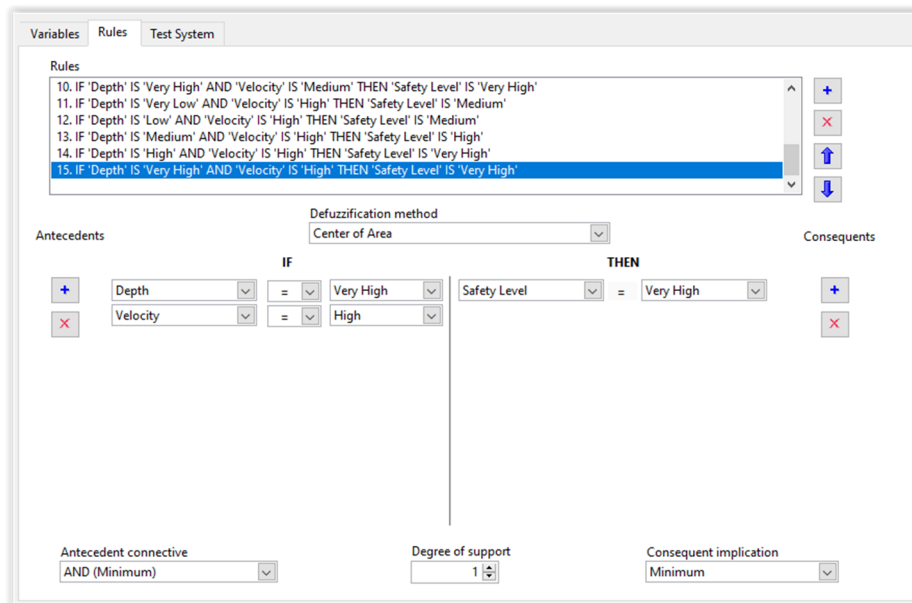 Variables Rules Test System
Rules
10. IF 'Depth' IS 'Very High' AND 'Velocity' IS 'Medium' THEN 'Safety Level' IS 'Very High'
11. IF 'Depth' IS 'Very Low' AND 'Velocity' IS 'High' THEN 'Safety Level' IS 'Medium'
12. IF 'Depth' IS 'Low' AND 'Velocity' IS 'High' THEN 'Safety Level' IS 'Medium'
13. IF 'Depth' IS 'Medium' AND 'Velocity' IS 'High' THEN 'Safety Level' IS 'High'
14. IF 'Depth' IS 'High' AND 'Velocity' IS 'High' THEN 'Safety Level' IS 'Very High'
15. IF 'Depth' IS 'Very High' AND 'Velocity' IS 'High' THEN 'Safety Level' IS 'Very High'
Defuzzification method
Antecedents Center of Area Consequents
IF THEN
Depth = Very High Safety Level = Very High
Velocity = High
Antecedent connective Degree of support Consequent implication
AND (Minimum) 1 Minimum